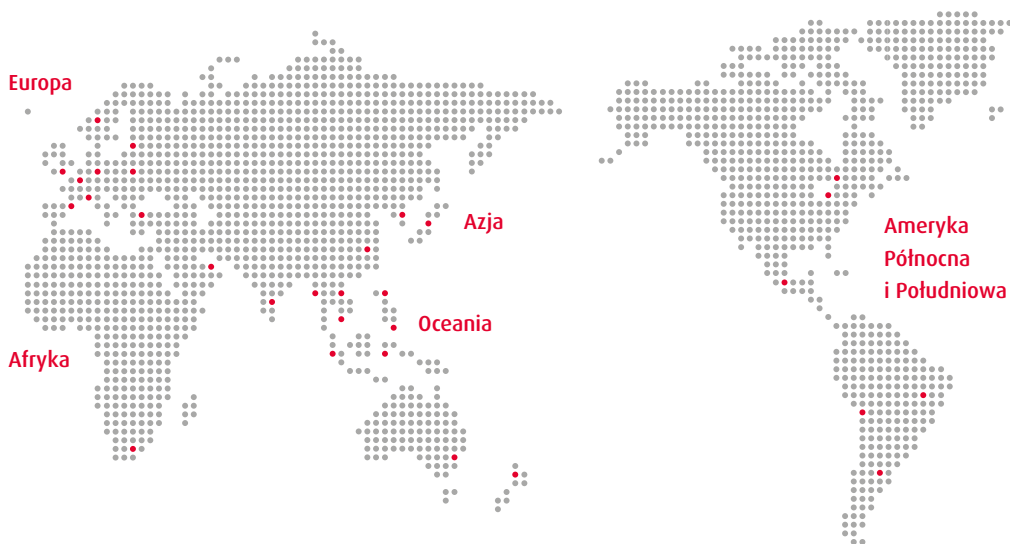 Europa
Azja
Ameryka
Północna
i Południowa
Oceania
Afryka